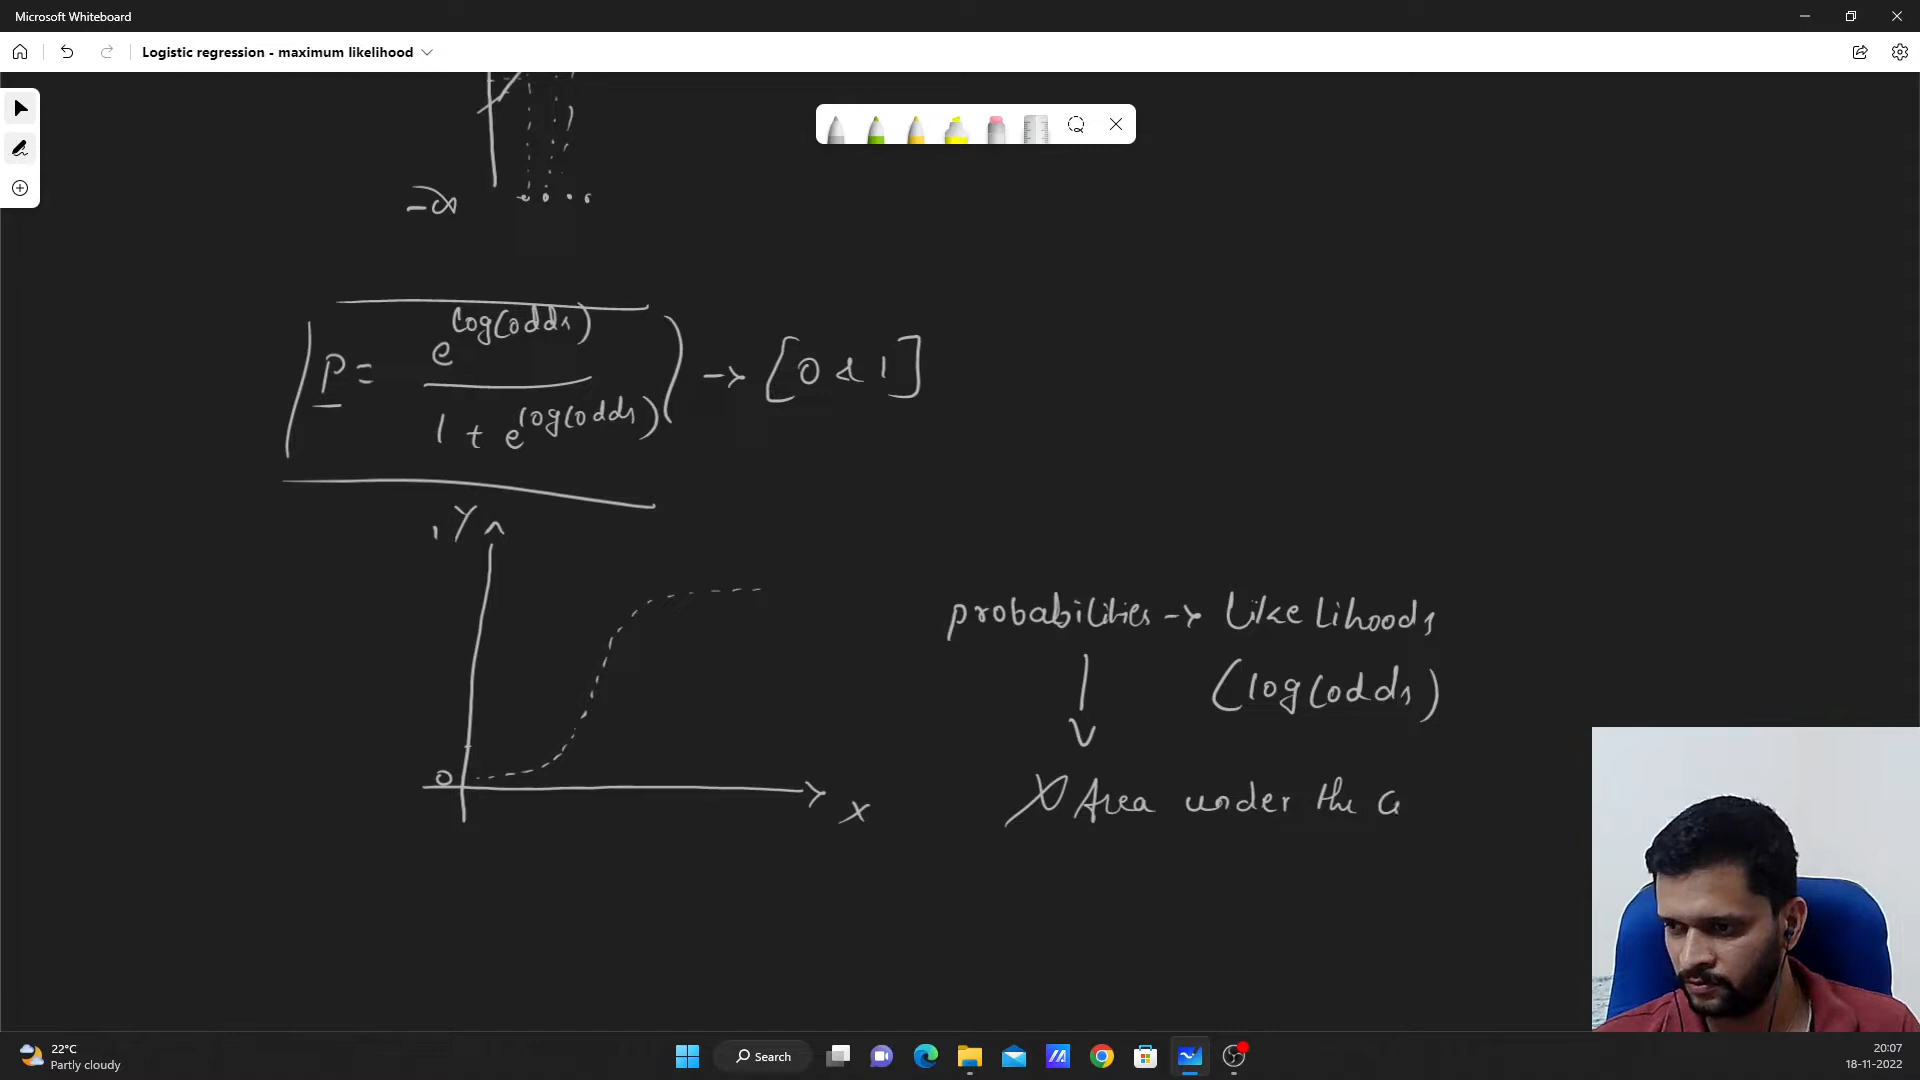 Microsoft Whiteboard
Logistic regression - maximum likelihood
-∞
P = e^log(odds) / 1 + e^log(odds) → [0 & 1]
Y
probabilities → Likelihoods
(log(odds)
0
X
X Area under the c
22°C
Partly cloudy
Search
20:07
18-11-2022